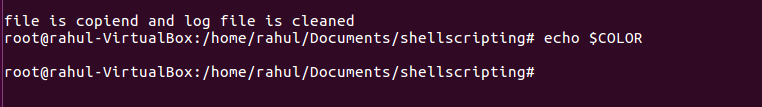 file is copiend and log file is cleaned
root@rahul-VirtualBox:/home/rahul/Documents/shellscripting# echo $COLOR
root@rahul-VirtualBox:/home/rahul/Documents/shellscripting#